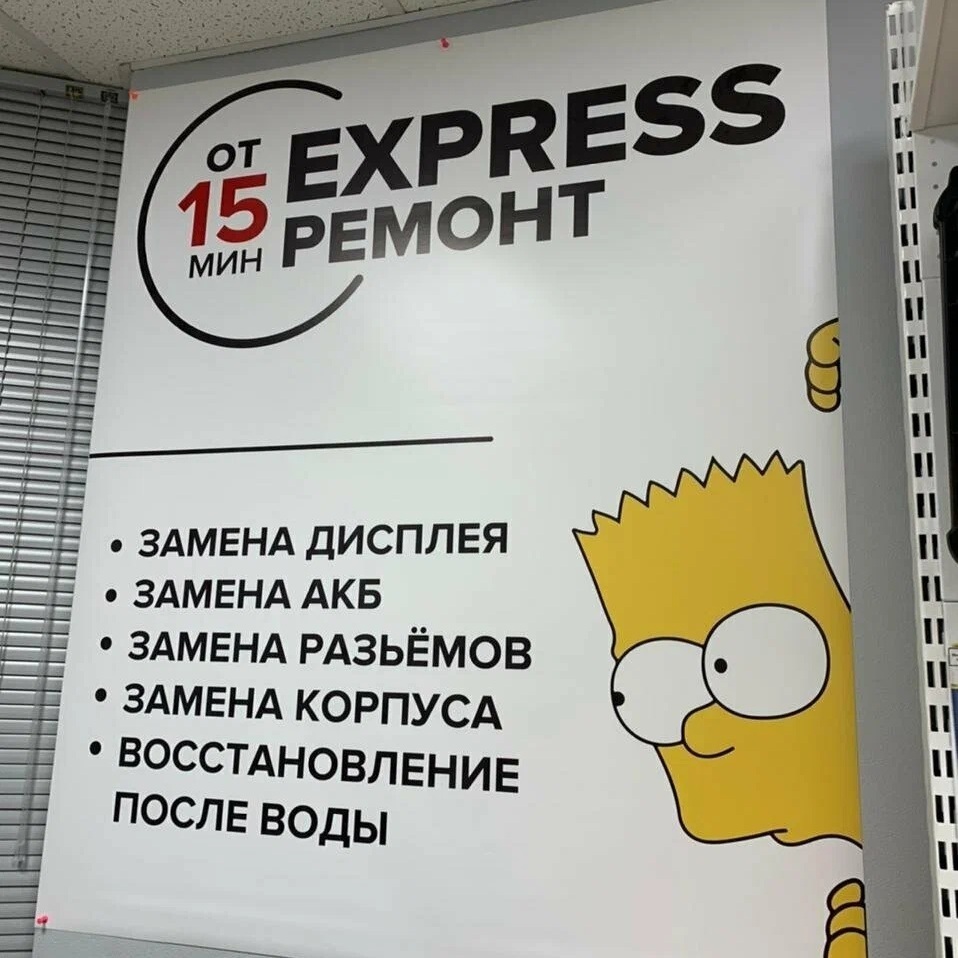 ОТ
15
МИН
EXPRESS
РЕМОНТ
• ЗАМЕНА ДИСПЛЕЯ
• ЗАМЕНА АКБ
• ЗАМЕНА РАЗЬЁМОВ
• ЗАМЕНА КОРПУСА
• ВОССТАНОВЛЕНИЕ
ПОСЛЕ ВОДЫ